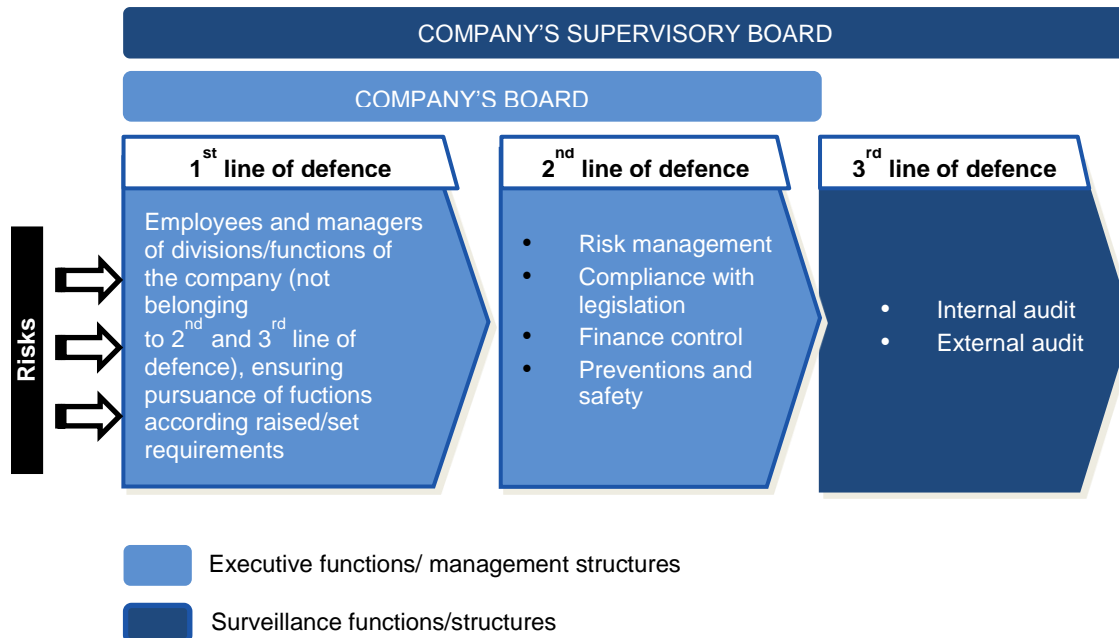 COMPANY'S SUPERVISORY BOARD
COMPANY'S BOARD
1st line of defence
2nd line of defence
3rd line of defence
Risks
Employees and managers
of divisions/functions of
the company (not
belonging
to 2nd and 3rd line of
defence), ensuring
pursuance of fuctions
according raised/set
requirements
• Risk management
• Compliance with
legislation
• Finance control
• Preventions and
safety
• Internal audit
• External audit
Executive functions/ management structures
Surveillance functions/structures